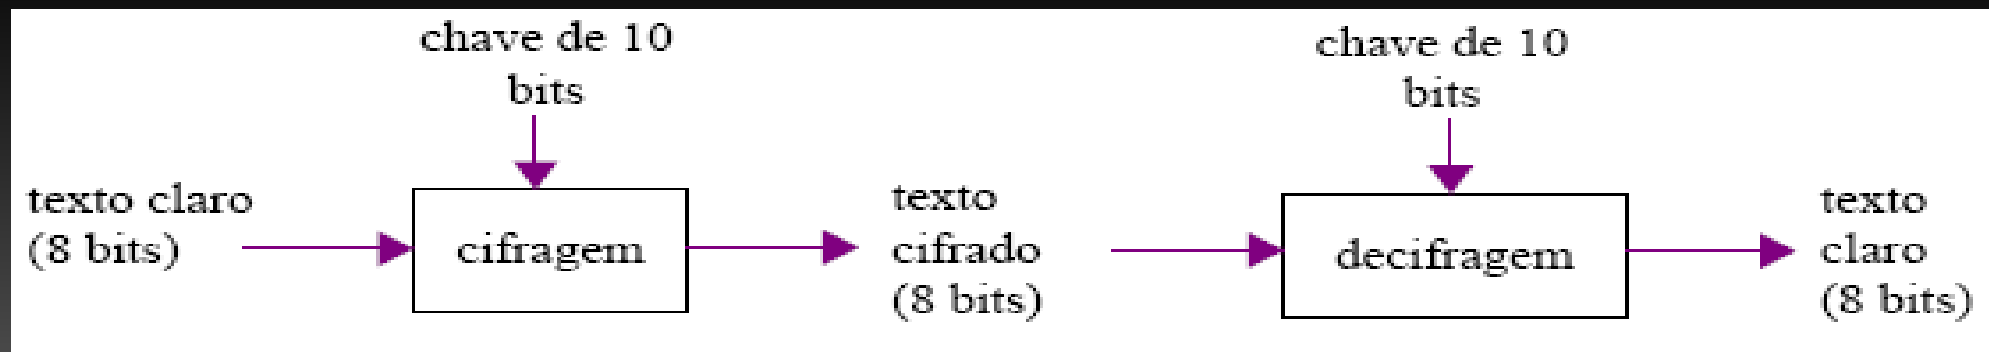 chave de 10
bits
texto claro
(8 bits)
cifragem
texto
cifrado
(8 bits)
chave de 10
bits
decifragem
texto
claro
(8 bits)